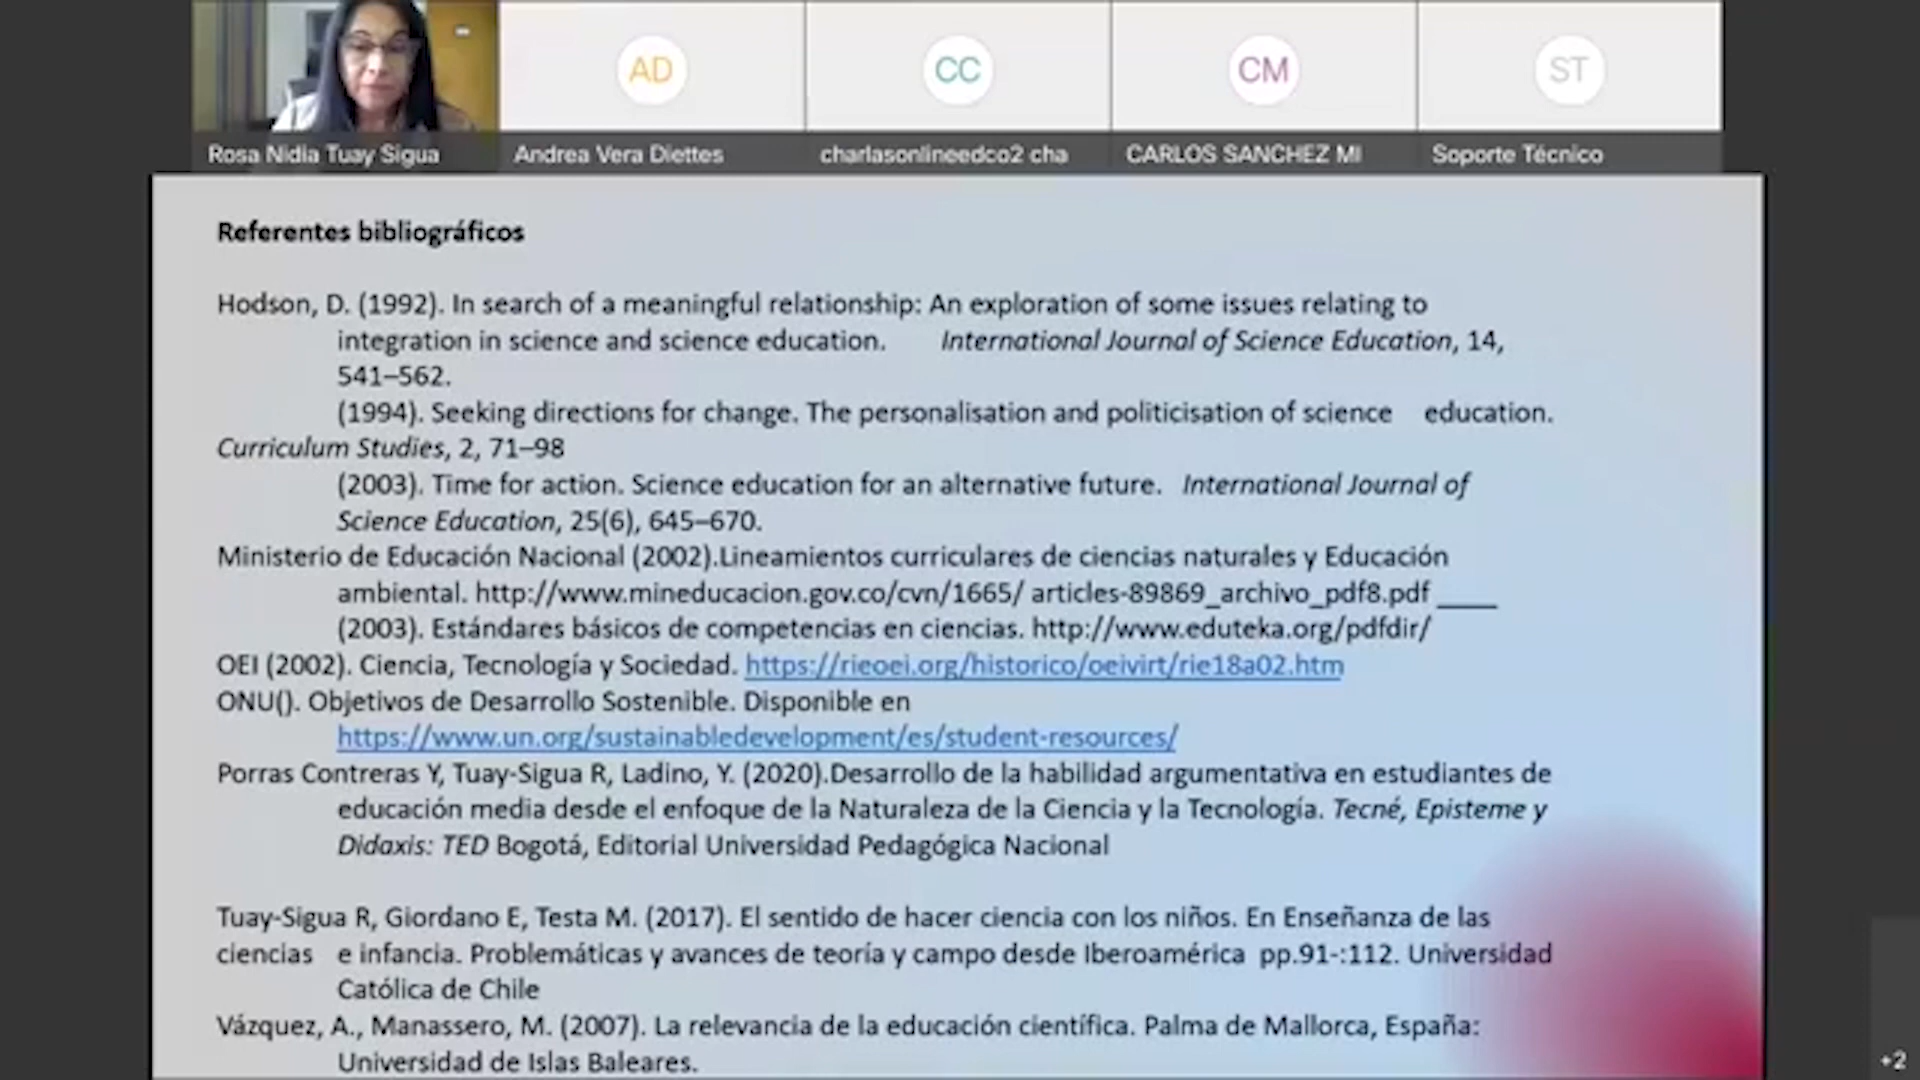 AD
CC
CM
ST
Rosa Nidia Tuay Sigua
Andrea Vera Diettes
charlasonlineedco2 cha
CARLOS SANCHEZ MI
Soporte Técnico
Referentes bibliográficos
Hodson, D. (1992). In search of a meaningful relationship: An exploration of some issues relating to
integration in science and science education. International Journal of Science Education, 14,
541–562.
(1994). Seeking directions for change. The personalisation and politicisation of science education.
Curriculum Studies, 2, 71–98
(2003). Time for action. Science education for an alternative future. International Journal of
Science Education, 25(6), 645–670.
Ministerio de Educación Nacional (2002).Lineamientos curriculares de ciencias naturales y Educación
ambiental. http://www.mineducacion.gov.co/cvn/1665/ articles-89869_archivo_pdf8.pdf ____
(2003). Estándares básicos de competencias en ciencias. http://www.eduteka.org/pdfdir/
OEI (2002). Ciencia, Tecnología y Sociedad. https://rieoei.org/historico/oeivirt/rie18a02.htm
ONU(). Objetivos de Desarrollo Sostenible. Disponible en
https://www.un.org/sustainabledevelopment/es/student-resources/
Porras Contreras Y, Tuay-Sigua R, Ladino, Y. (2020).Desarrollo de la habilidad argumentativa en estudiantes de
educación media desde el enfoque de la Naturaleza de la Ciencia y la Tecnología. Tecné, Episteme y
Didaxis: TED Bogotá, Editorial Universidad Pedagógica Nacional
Tuay-Sigua R, Giordano E, Testa M. (2017). El sentido de hacer ciencia con los niños. En Enseñanza de las
ciencias e infancia. Problemáticas y avances de teoría y campo desde Iberoamérica pp.91-:112. Universidad
Católica de Chile
Vázquez, A., Manassero, M. (2007). La relevancia de la educación científica. Palma de Mallorca, España:
Universidad de Islas Baleares.
+2